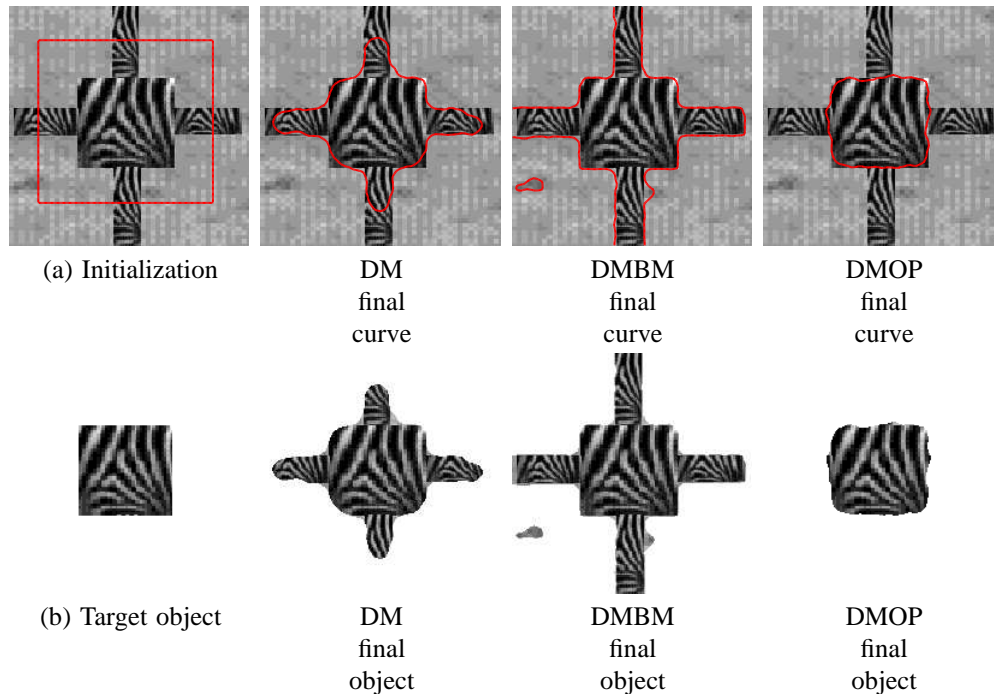 (a) Initialization
DM
final
curve
DMBM
final
curve
DMOP
final
curve
(b) Target object
DM
final
object
DMBM
final
object
DMOP
final
object